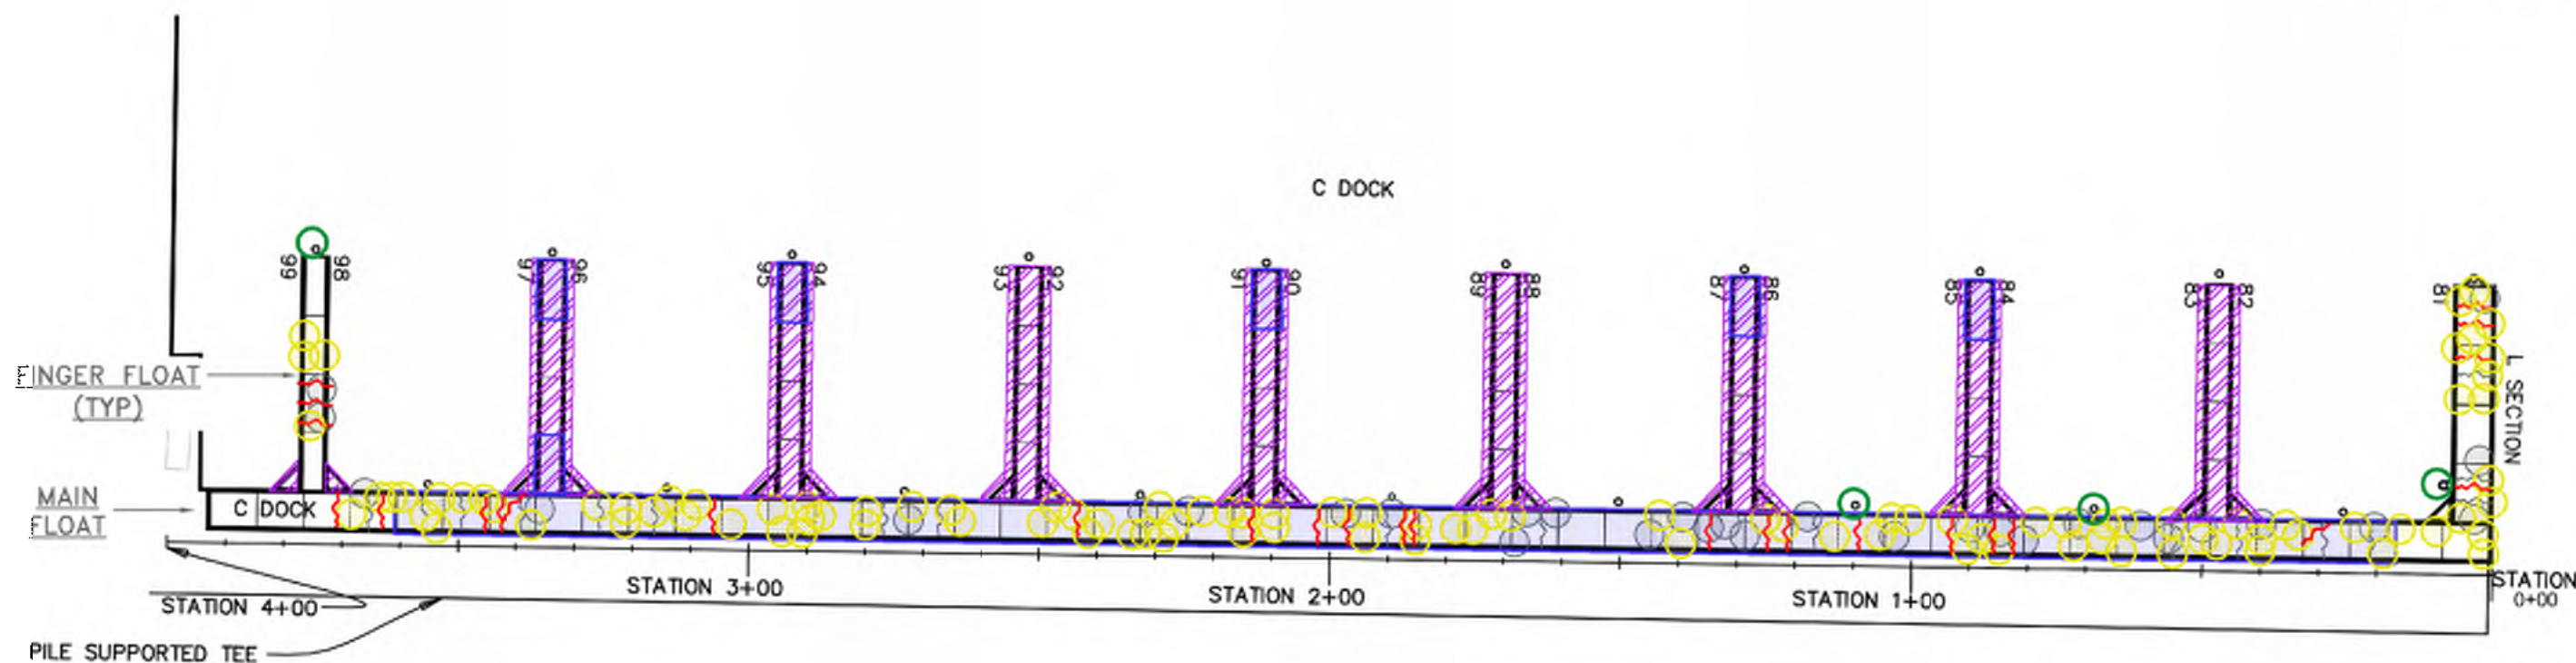 C DOCK
99 98 97 96 95 94 93 92 91 90 89 88 87 86 85 84 83 82 81
FINGER FLOAT
(TYP)
L SECTION
MAIN
FLOAT
C DOCK
STATION 4+00
STATION 3+00
STATION 2+00
STATION 1+00
STATION
0+00
PILE SUPPORTED TEE